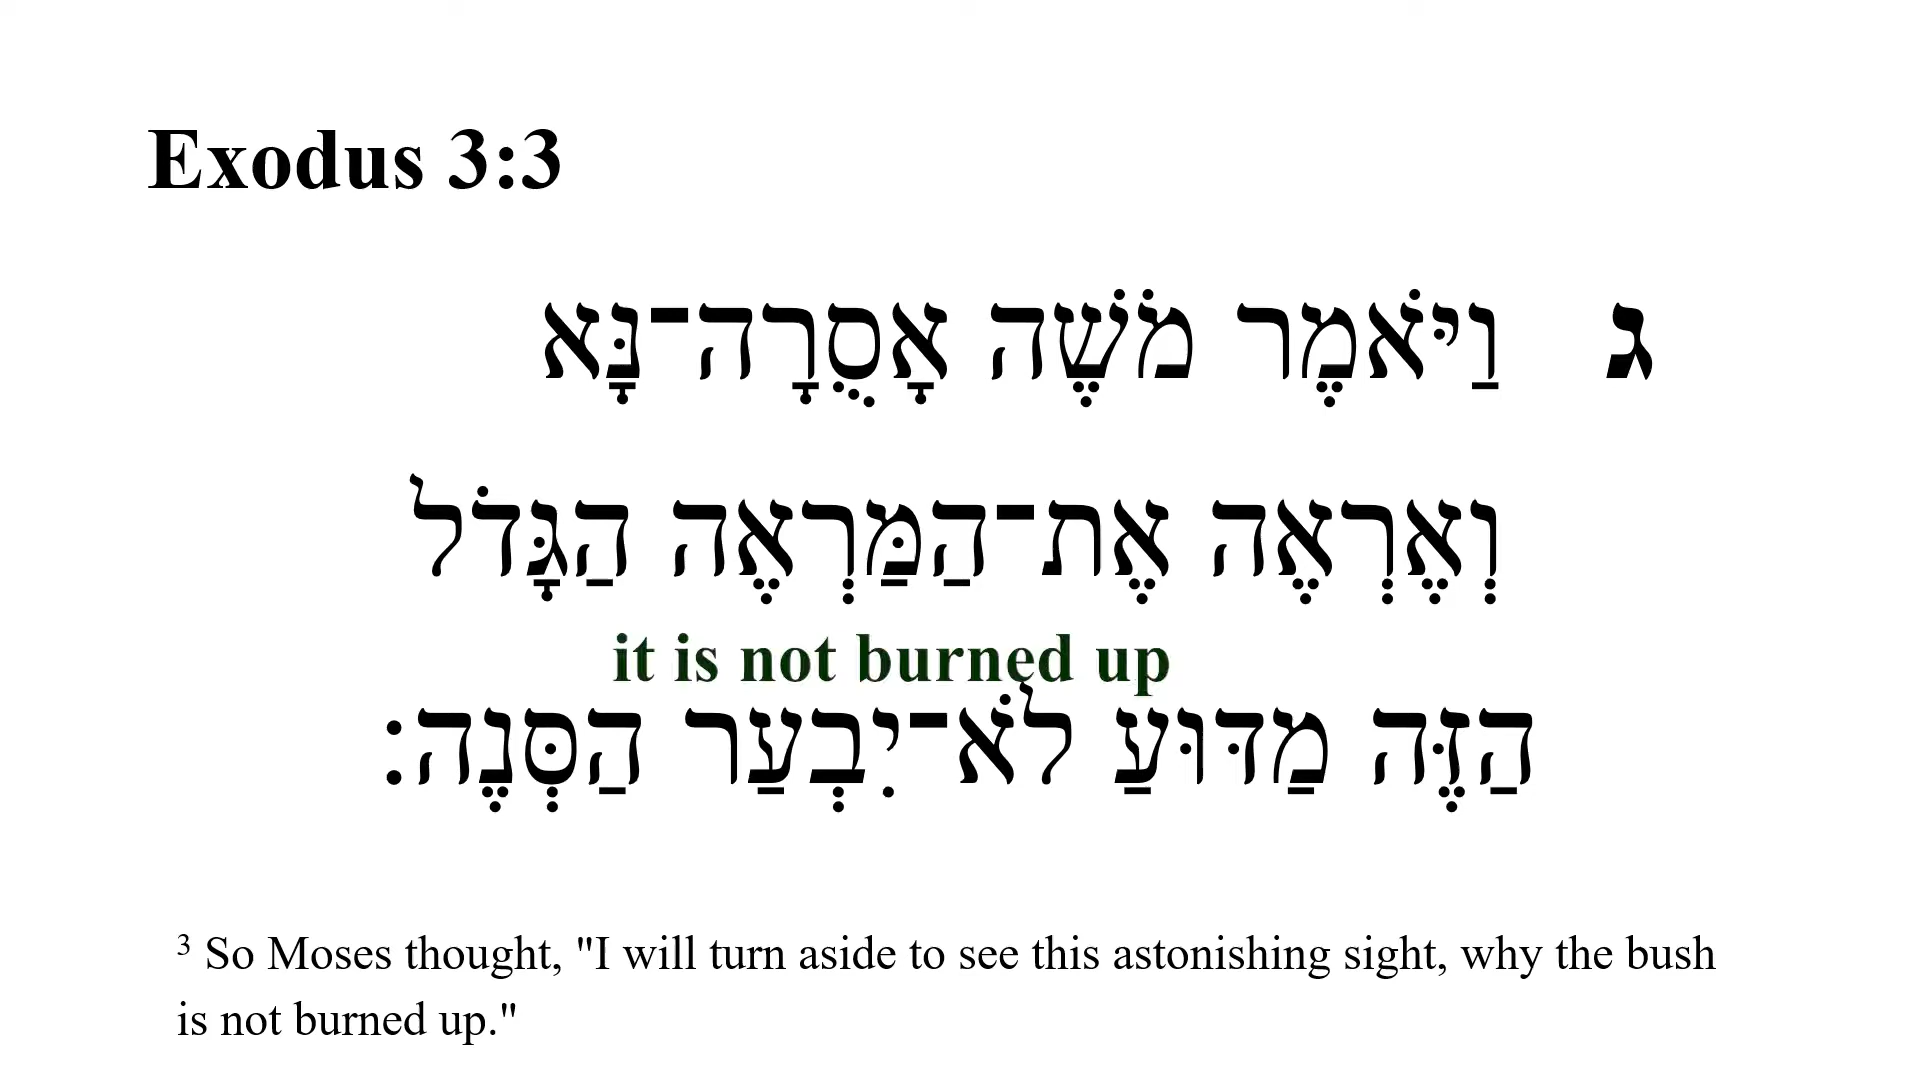 Exodus 3:3
ג וַיֹּאמֶר מֹשֶׁה אָסֻרָה־נָּא
וְאֶרְאֶה אֶת־הַמַּרְאֶה הַגָּדֹל
it is not burned up
הַזֶּה מַדּוּעַ לֹא־יִבְעַר הַסְּנֶה׃
3 So Moses thought, "I will turn aside to see this astonishing sight, why the bush
is not burned up."